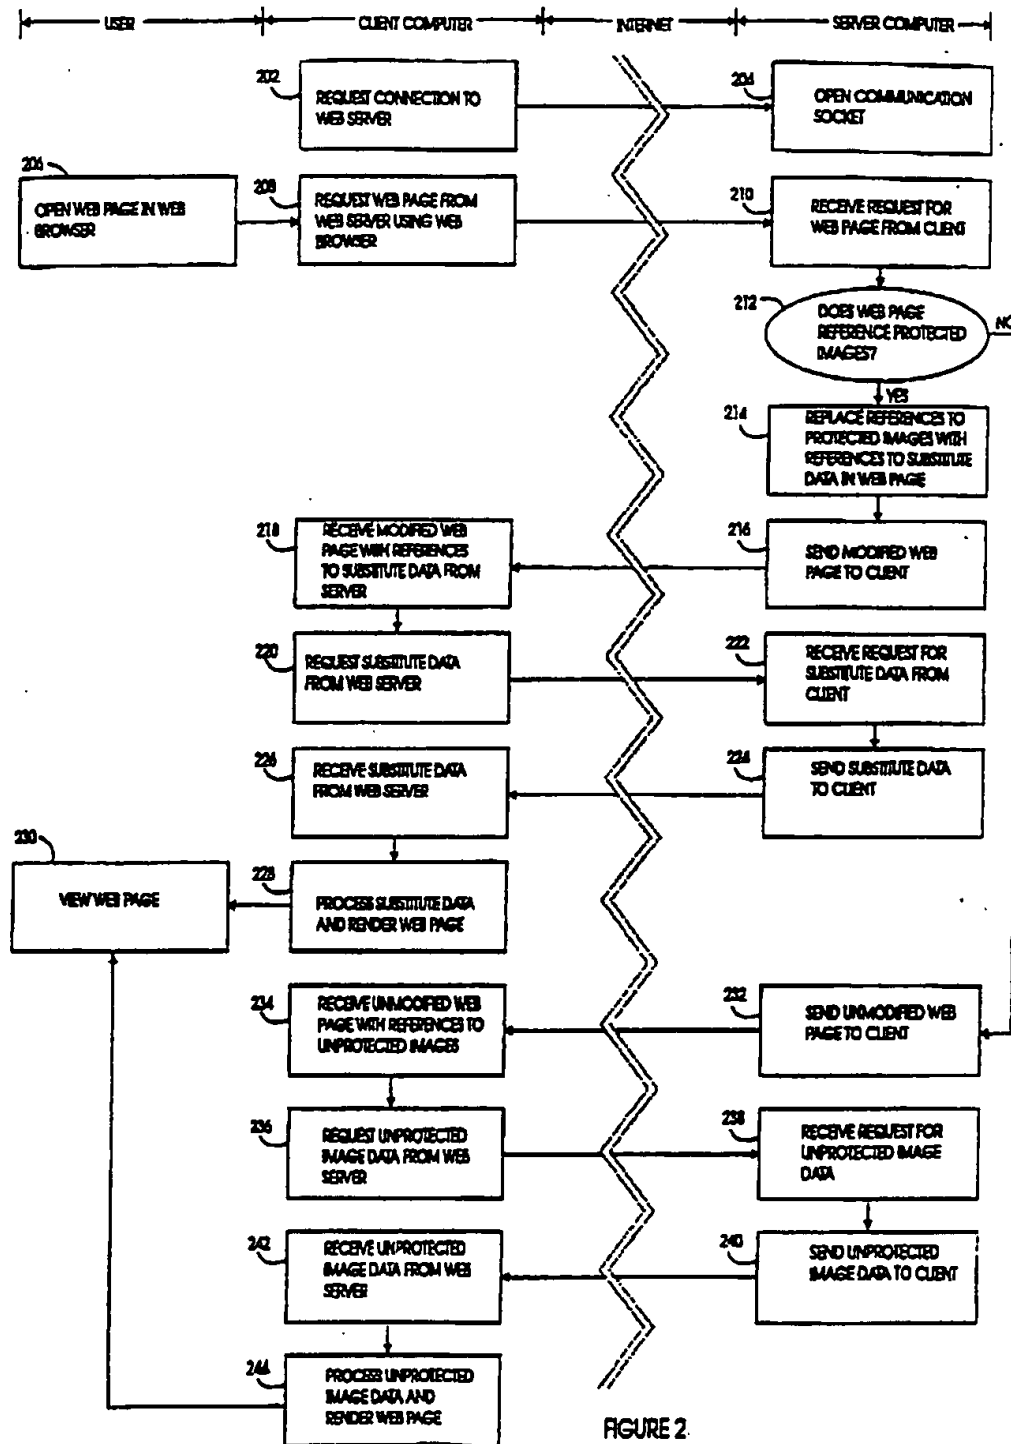 USER
CLIENT COMPUTER
INTERNET
SERVER COMPUTER
202
REQUEST CONNECTION TO
WEB SERVER
204
OPEN COMMUNICATION
SOCKET
206
OPEN WEB PAGE IN WEB
BROWSER
208
REQUEST WEB PAGE FROM
WEB SERVER USING WEB
BROWSER
210
RECEIVE REQUEST FOR
WEB PAGE FROM CLIENT
212
DOES WEB PAGE
REFERENCE PROTECTED
IMAGES?
NO
YES
214
REPLACE REFERENCES TO
PROTECTED IMAGES WITH
REFERENCES TO SUBSTITUTE
DATA IN WEB PAGE
218
RECEIVE MODIFIED WEB
PAGE WITH REFERENCES
TO SUBSTITUTE DATA FROM
SERVER
216
SEND MODIFIED WEB
PAGE TO CLIENT
220
REQUEST SUBSTITUTE DATA
FROM WEB SERVER
222
RECEIVE REQUEST FOR
SUBSTITUTE DATA FROM
CLIENT
226
RECEIVE SUBSTITUTE DATA
FROM WEB SERVER
224
SEND SUBSTITUTE DATA
TO CLIENT
230
VIEW WEB PAGE
228
PROCESS SUBSTITUTE DATA
AND RENDER WEB PAGE
234
RECEIVE UNMODIFIED WEB
PAGE WITH REFERENCES TO
UNPROTECTED IMAGES
232
SEND UNMODIFIED WEB
PAGE TO CLIENT
236
REQUEST UNPROTECTED
IMAGE DATA FROM WEB
SERVER
238
RECEIVE REQUEST FOR
UNPROTECTED IMAGE
DATA
242
RECEIVE UNPROTECTED
IMAGE DATA FROM WEB
SERVER
240
SEND UNPROTECTED
IMAGE DATA TO CLIENT
244
PROCESS UNPROTECTED
IMAGE DATA AND
RENDER WEB PAGE
FIGURE 2